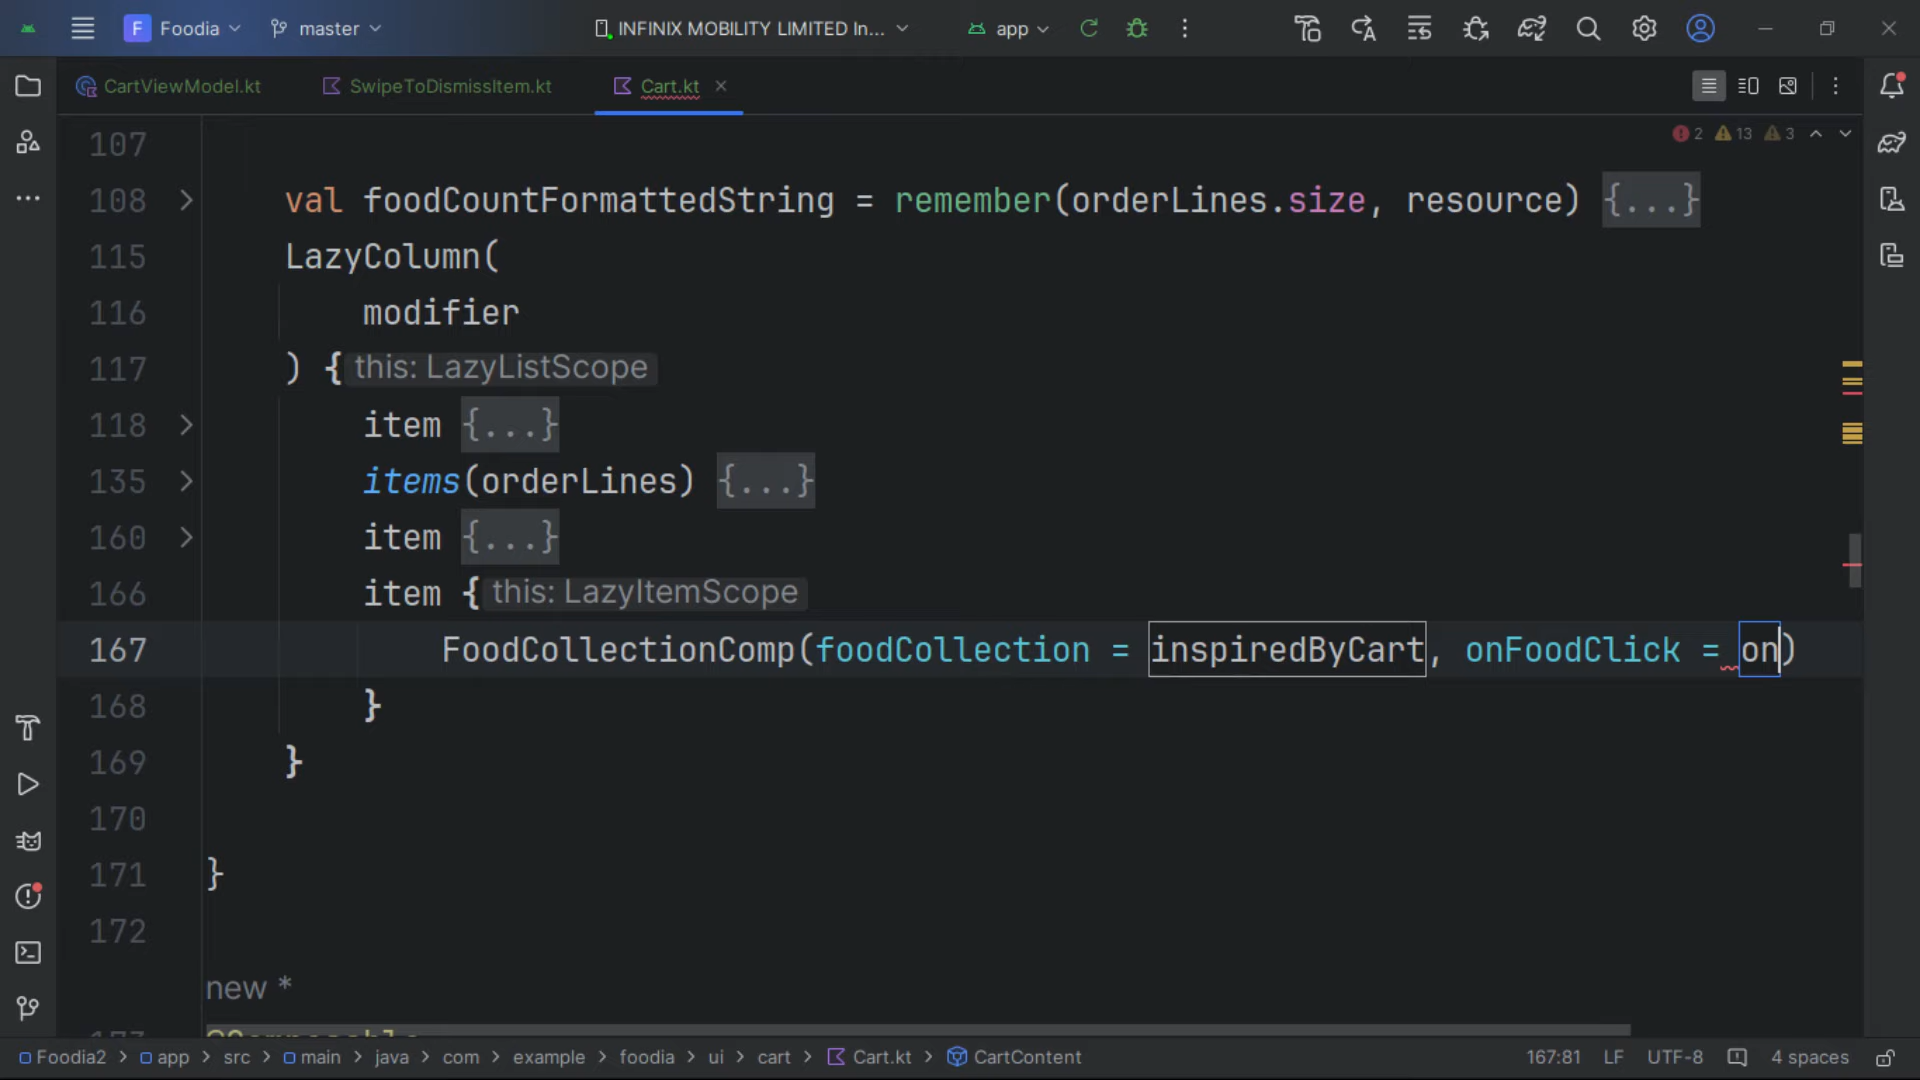 F Foodia master INFINIX MOBILITY LIMITED In... app
CartViewModel.kt SwipeToDismissItem.kt Cart.kt
2 13 3
107
108 val foodCountFormattedString = remember(orderLines.size, resource) {...}
115 LazyColumn(
116 modifier
117 ) { this: LazyListScope
118 item {...}
135 items(orderLines) {...}
160 item {...}
166 item { this: LazyItemScope
167 FoodCollectionComp(foodCollection = inspiredByCart, onFoodClick = on)
168 }
169 }
170
171 }
172
new *
Foodia2 > app > src > main > java > com > example > foodia > ui > cart > Cart.kt > CartContent 167:81 LF UTF-8 4 spaces